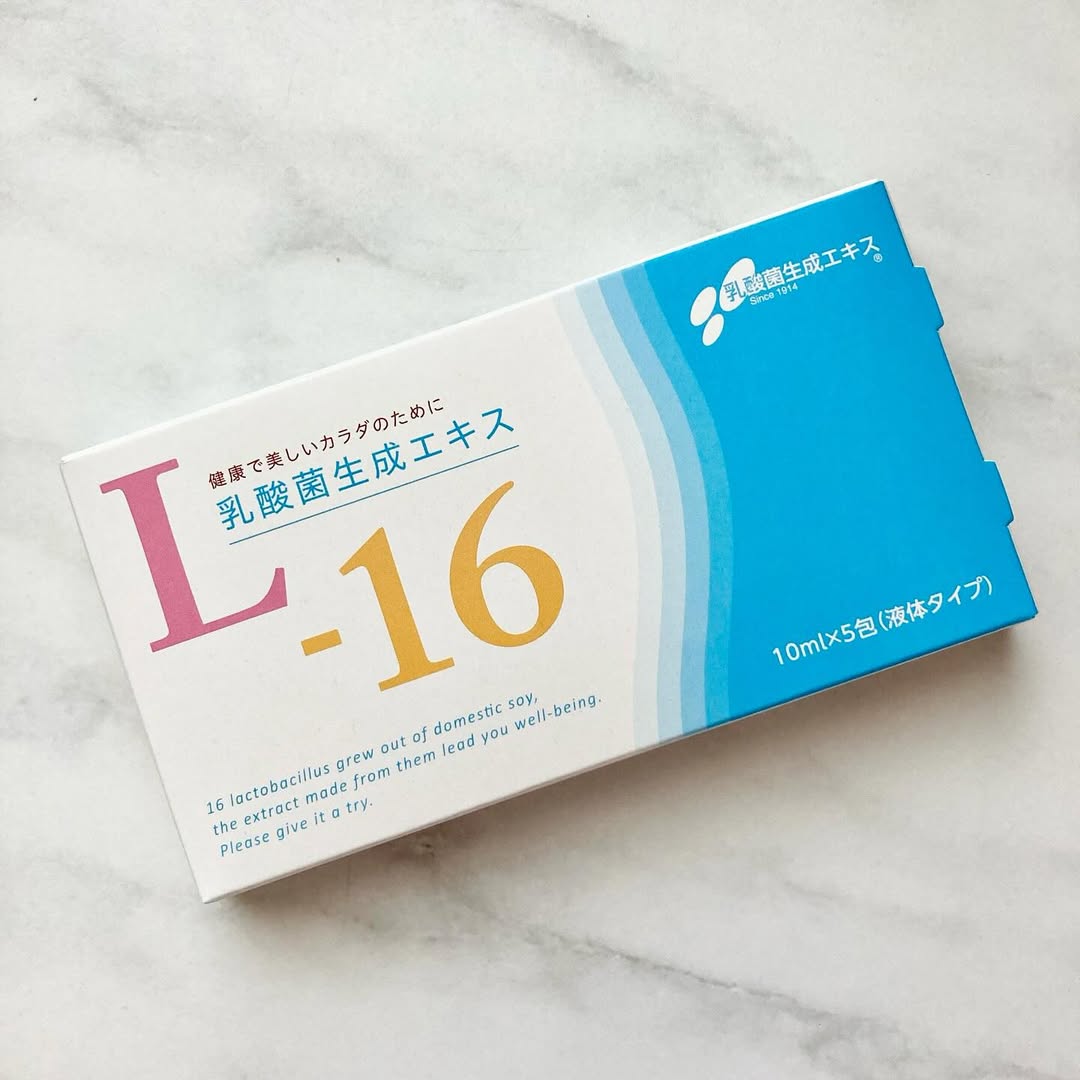 乳酸菌生成エキス®
Since 1914
健康で美しいカラダのために
乳酸菌生成エキス
L-16
16 lactobacillus grew out of domestic soy,
the extract made from them lead you well-being.
Please give it a try.
10ml×5包(液体タイプ)